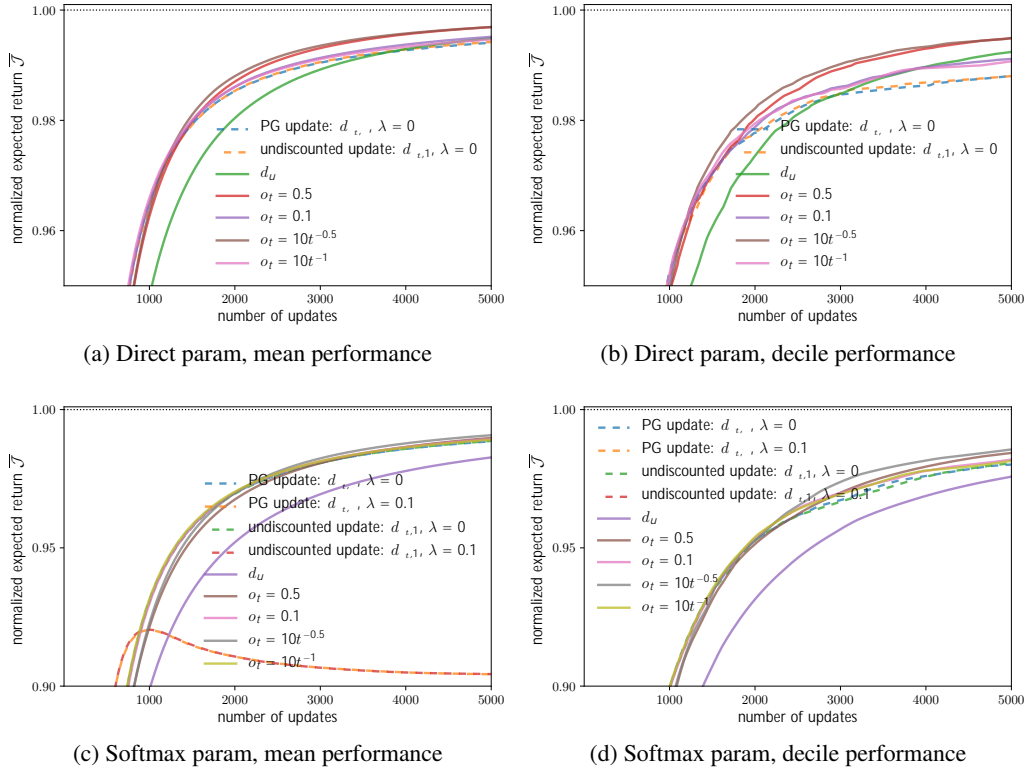 1.00
0.98
0.96
normalized expected return J
1000 2000 3000 4000 5000
number of updates
PG update: d t, , λ = 0
undiscounted update: d t,1, λ = 0
d_u
o_t = 0.5
o_t = 0.1
o_t = 10t^{-0.5}
o_t = 10t^{-1}
(a) Direct param, mean performance
1.00
0.98
0.96
normalized expected return J
1000 2000 3000 4000 5000
number of updates
PG update: d t, , λ = 0
undiscounted update: d t,1, λ = 0
d_u
o_t = 0.5
o_t = 0.1
o_t = 10t^{-0.5}
o_t = 10t^{-1}
(b) Direct param, decile performance
1.00
0.95
0.90
normalized expected return J
1000 2000 3000 4000 5000
number of updates
PG update: d t, , λ = 0
PG update: d t, , λ = 0.1
undiscounted update: d t,1, λ = 0
undiscounted update: d t,1, λ = 0.1
d_u
o_t = 0.5
o_t = 0.1
o_t = 10t^{-0.5}
o_t = 10t^{-1}
(c) Softmax param, mean performance
1.00
0.95
0.90
normalized expected return J
1000 2000 3000 4000 5000
number of updates
PG update: d t, , λ = 0
PG update: d t, , λ = 0.1
undiscounted update: d t,1, λ = 0
undiscounted update: d t,1, λ = 0.1
d_u
o_t = 0.5
o_t = 0.1
o_t = 10t^{-0.5}
o_t = 10t^{-1}
(d) Softmax param, decile performance